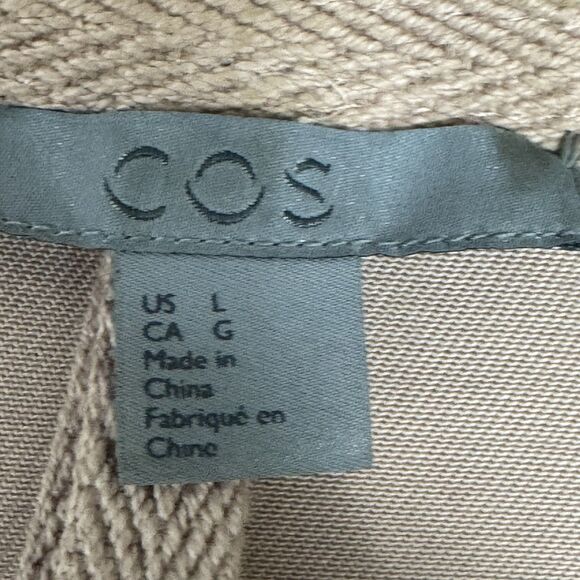 COS
US L
CA G
Made in
China
Fabriqué en
Chine